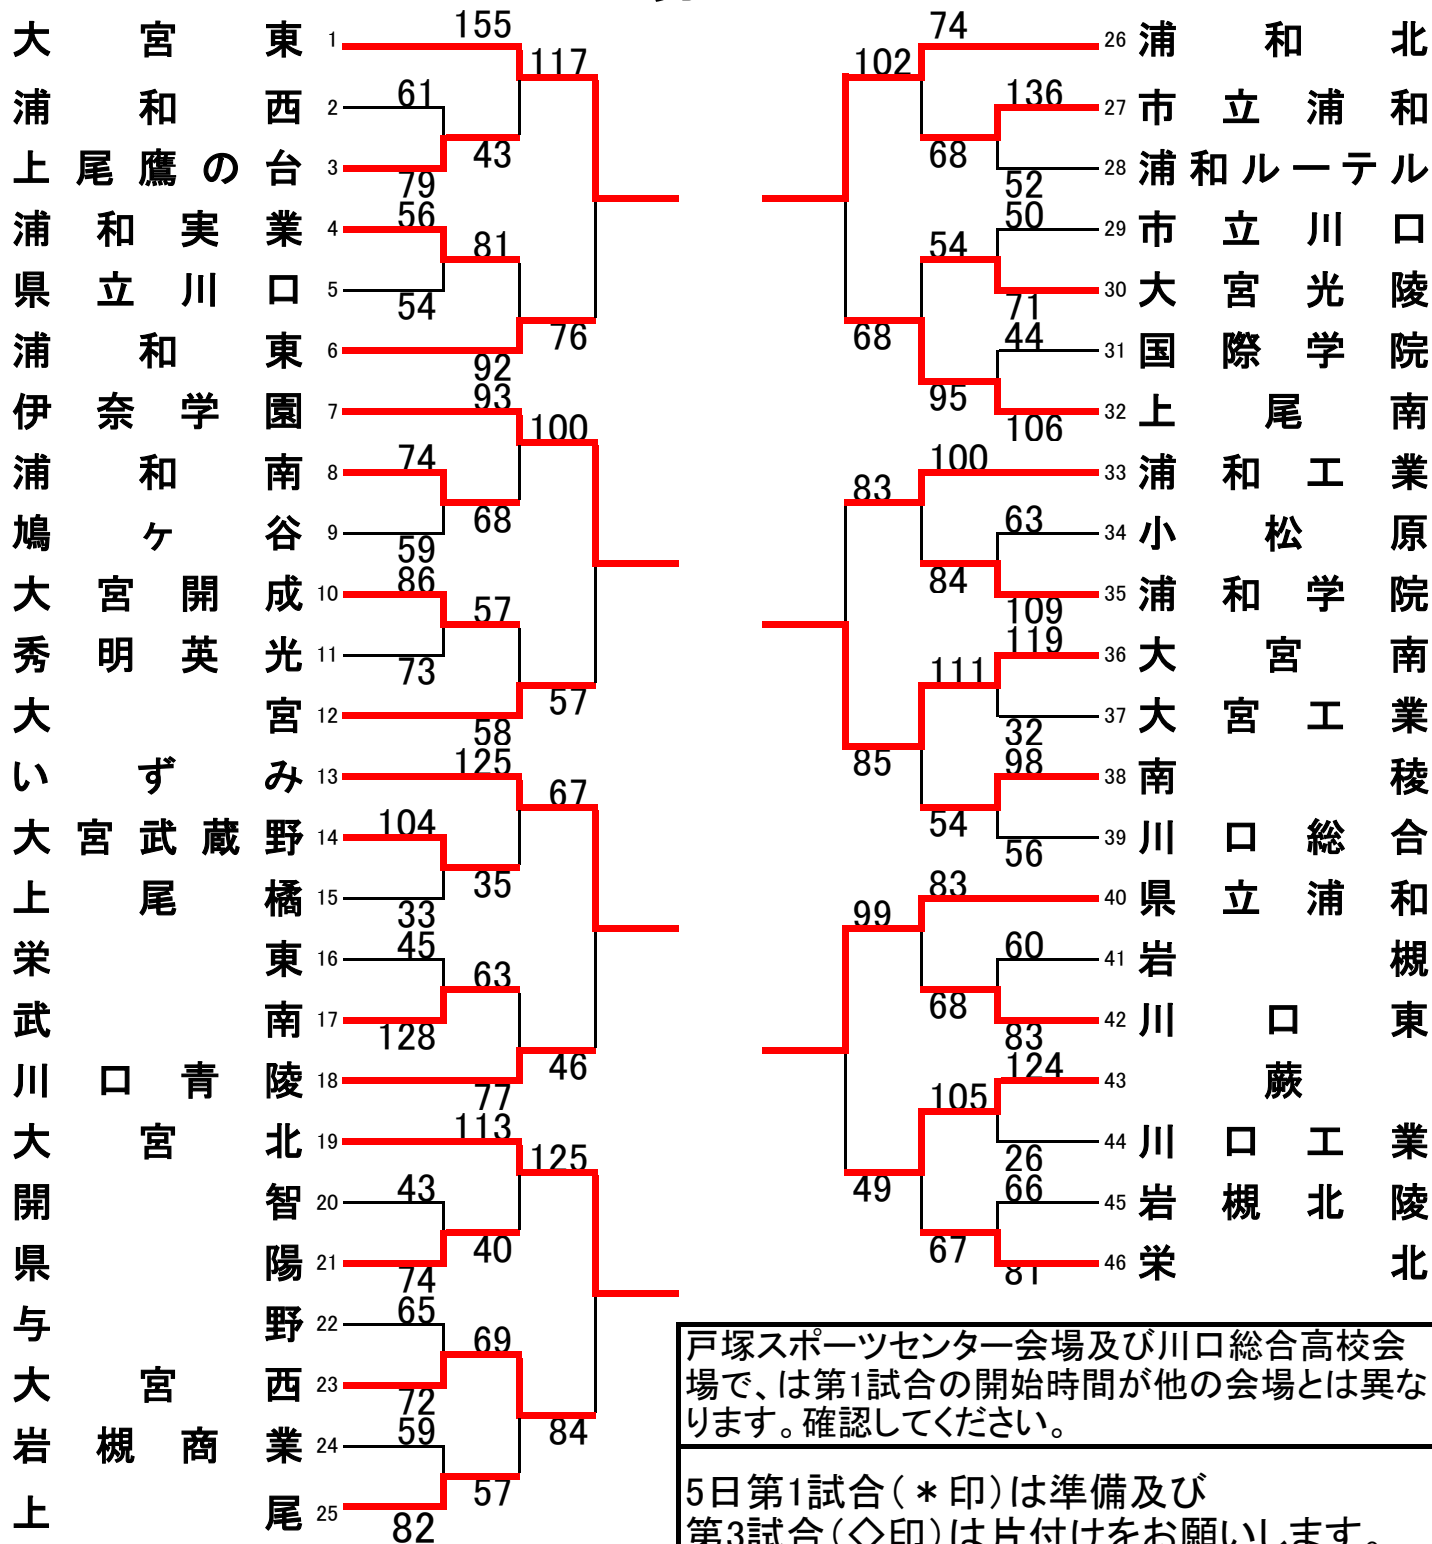 大宮東 1 155
117
浦和西 2 61
43
上尾鷹の台 3 79
浦和実業 4 56
81
県立川口 5 54
76
浦和東 6 92
伊奈学園 7 93
100
浦和南 8 74
68
鳩ヶ谷 9 59
大宮開成 10 86
57
秀明英光 11 73
57
大宮 12 58
いずみ 13 125
67
大宮武蔵野 14 104
35
上尾橘 15 33
栄東 16 45
63
武南 17 128
46
川口青陵 18 77
大宮北 19 113
125
開智 20 43
40
県陽 21 74
与野 22 65
69
大宮西 23 72
84
岩槻商業 24 59
57
上尾 25 82
74 26 浦和北
102
136 27 市立浦和
68
52 28 浦和ルーテル
50 29 市立川口
54
71 30 大宮光陵
68
44 31 国際学院
95
106 32 上尾南
100 33 浦和工業
83
63 34 小松原
84
109 35 浦和学院
119 36 大宮南
111
32 37 大宮工業
85
98 38 南稜
54
56 39 川口総合
83 40 県立浦和
99
60 41 岩槻
68
83 42 川口東
124 43 蕨
105
26 44 川口工業
49
66 45 岩槻北陵
67
81 46 栄北
戸塚スポーツセンター会場及び川口総合高校会
場で、は第1試合の開始時間が他の会場とは異な
ります。確認してください。
5日第1試合(＊印)は準備及び
第3試合(◇印)は片付けをお願いします。